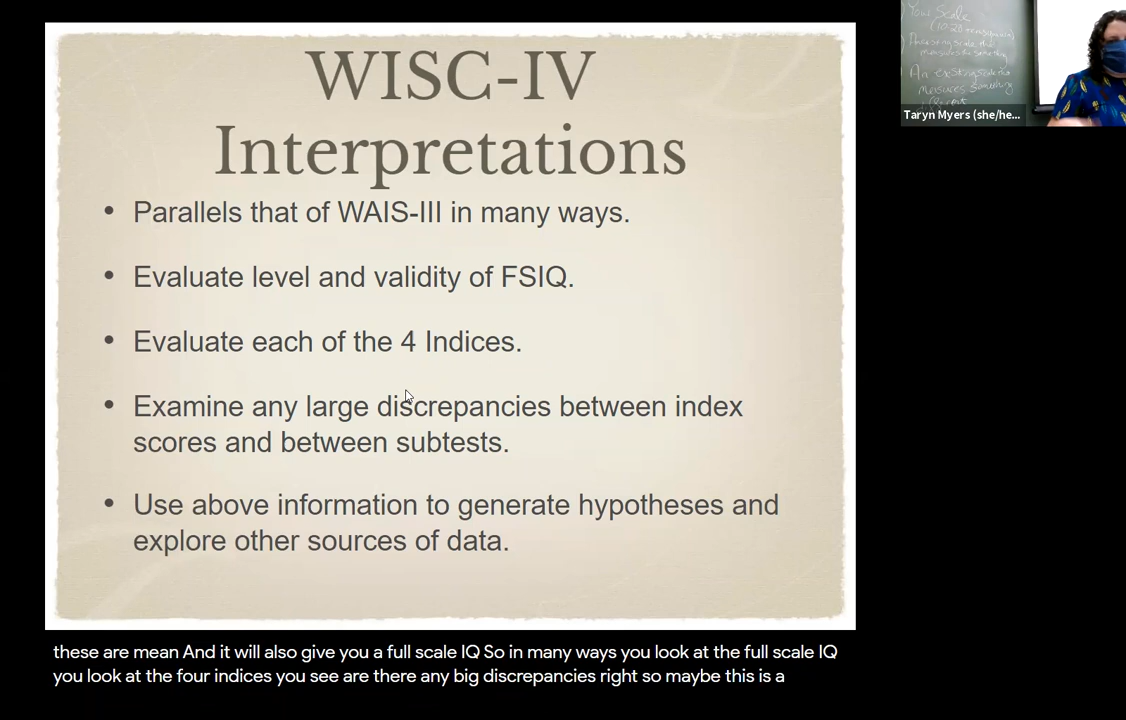 WISC-IV
Interpretations
• Parallels that of WAIS-III in many ways.
• Evaluate level and validity of FSIQ.
• Evaluate each of the 4 Indices.
• Examine any large discrepancies between index
scores and between subtests.
• Use above information to generate hypotheses and
explore other sources of data.
Your Scale
measures something
Taryn Myers (she/he...
these are mean And it will also give you a full scale IQ So in many ways you look at the full scale IQ
you look at the four indices you see are there any big discrepancies right so maybe this is a